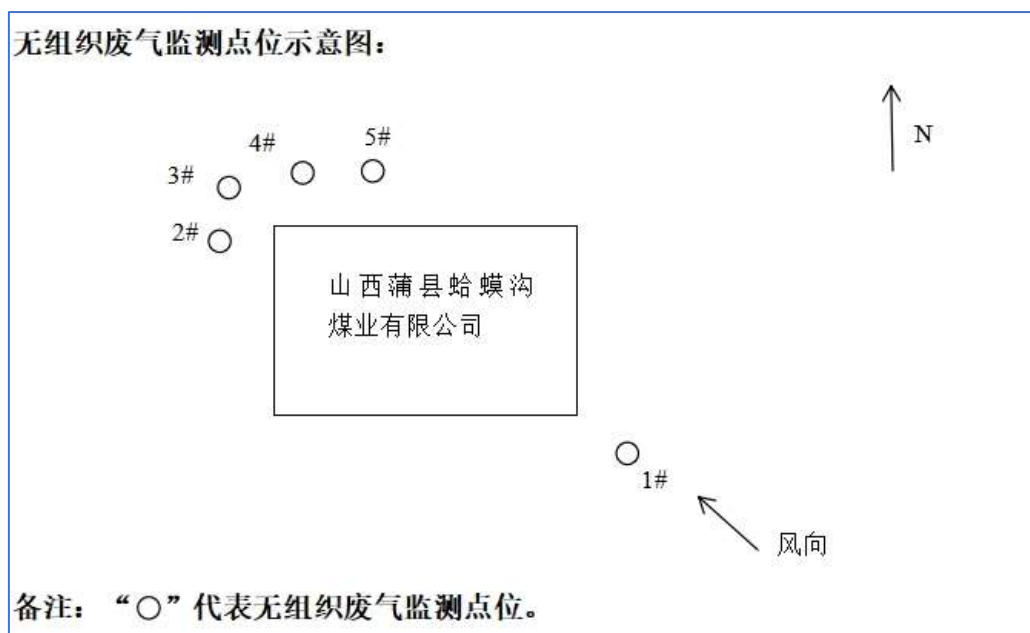 无组织废气监测点位示意图：
N
5#
4#
3#
2#
山西蒲县蛤蟆沟
煤业有限公司
1#
风向
备注：“○”代表无组织废气监测点位。